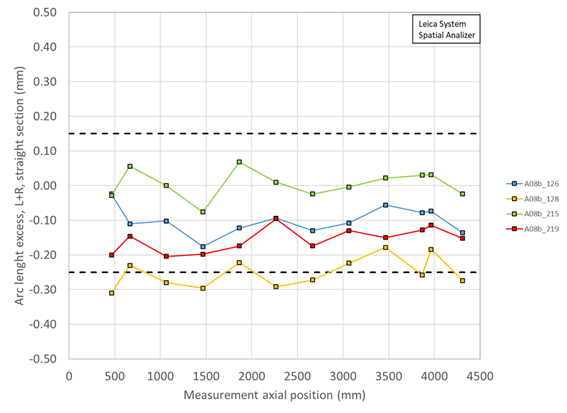 0.50
0.40
0.30
0.20
0.10
0.00
-0.10
-0.20
-0.30
-0.40
-0.50
Arc lenght excess, L+R, straight section (mm)
Leica System
Spatial Analizer
A08b_126
A08b_128
A08b_215
A08b_219
0 500 1000 1500 2000 2500 3000 3500 4000 4500
Measurement axial position (mm)